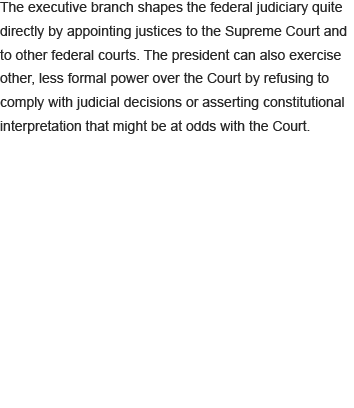 The executive branch shapes the federal judiciary quite
directly by appointing justices to the Supreme Court and
to other federal courts. The president can also exercise
other, less formal power over the Court by refusing to
comply with judicial decisions or asserting constitutional
interpretation that might be at odds with the Court.